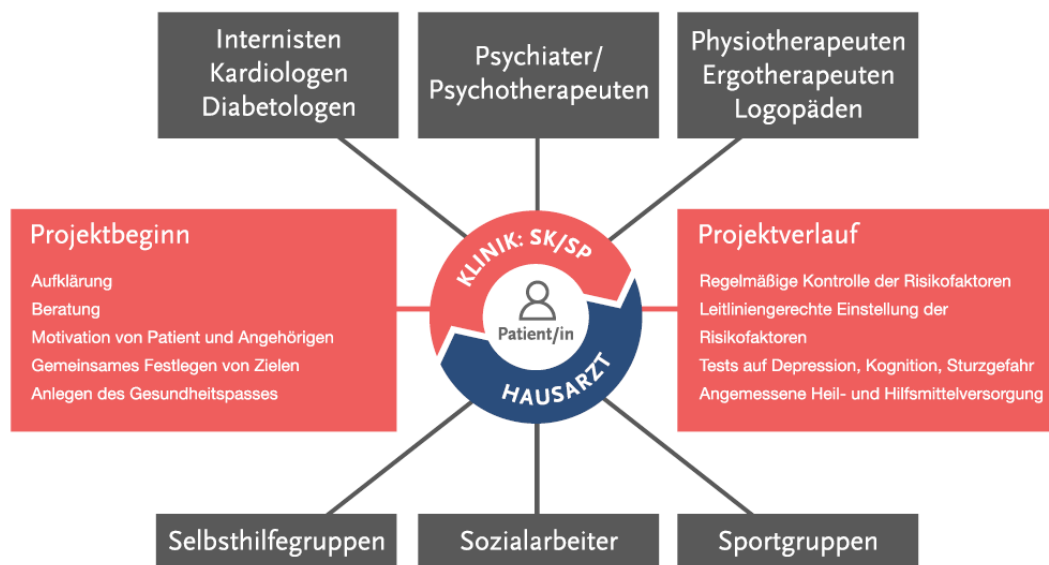 Internisten
Kardiologen
Diabetologen
Psychiater/
Psychotherapeuten
Physiotherapeuten
Ergotherapeuten
Logopäden
Projektbeginn
Aufklärung
Beratung
Motivation von Patient und Angehörigen
Gemeinsames Festlegen von Zielen
Anlegen des Gesundheitspasses
KLINIK: SK/SP
Patient/in
HAUSARZT
Projektverlauf
Regelmäßige Kontrolle der Risikofaktoren
Leitliniengerechte Einstellung der
Risikofaktoren
Tests auf Depression, Kognition, Sturzgefahr
Angemessene Heil- und Hilfsmittelversorgung
Selbsthilfegruppen
Sozialarbeiter
Sportgruppen